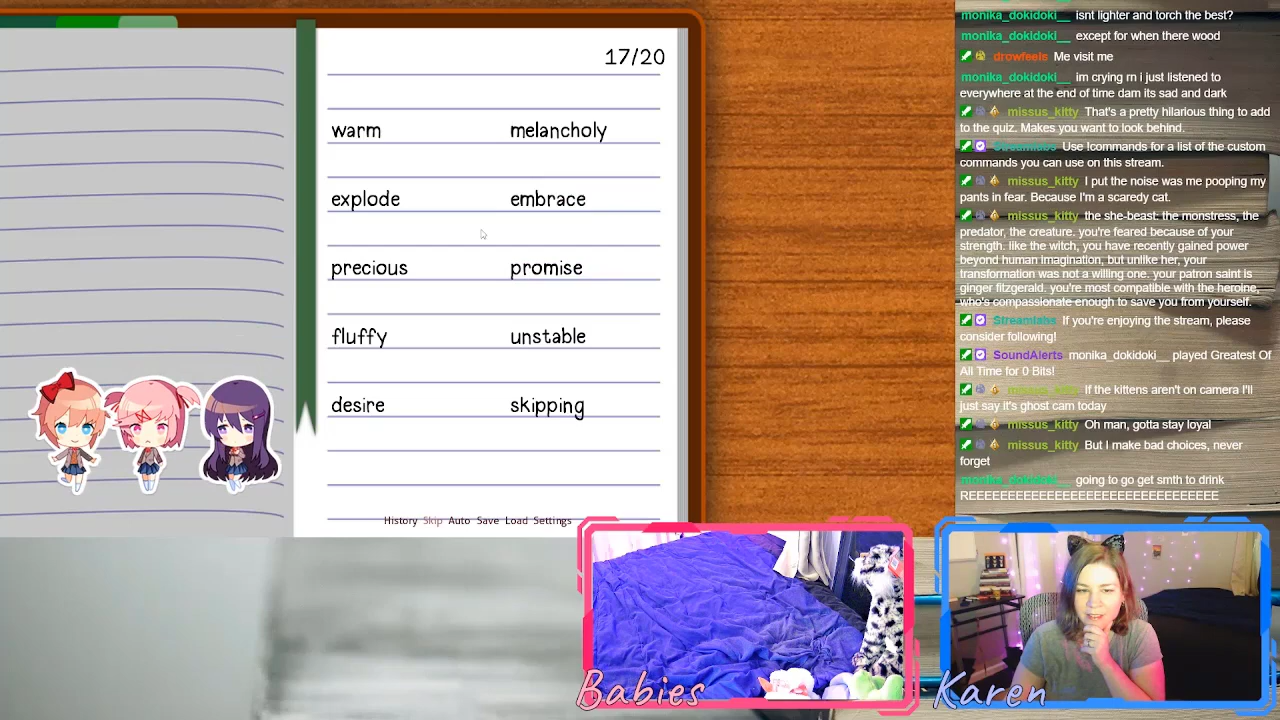 17/20
warm melancholy
explode embrace
precious promise
fluffy unstable
desire skipping
History Skip Auto Save Load Settings
monika_dokidoki__ isnt lighter and torch the best?
monika_dokidoki__ except for when there wood
drowfeels Me visit me
monika_dokidoki__ im crying rn i just listened to
everywhere at the end of time dam its sad and dark
missus_kitty That's a pretty hilarious thing to add
to the quiz. Makes you want to look behind.
Streamlabs Use !commands for a list of the custom
commands you can use on this stream.
missus_kitty I put the noise was me pooping my
pants in fear. Because I'm a scaredy cat.
missus_kitty the she-beast: the monstress, the
predator, the creature. you're feared because of your
strength. like the witch, you have recently gained power
beyond human imagination, but unlike her, your
transformation was not a willing one. your patron saint is
ginger fitzgerald. you're most compatible with the heroine,
who's compassionate enough to save you from yourself.
Streamlabs If you're enjoying the stream, please
consider following!
SoundAlerts monika_dokidoki__ played Greatest Of
All Time for 0 Bits!
missus_kitty If the kittens aren't on camera I'll
just say it's ghost cam today
missus_kitty Oh man, gotta stay loyal
missus_kitty But I make bad choices, never
forget
monika_dokidoki__ going to go get smth to drink
REEEEEEEEEEEEEEEEEEEEEEEEEEEEEE
Babies
Karen